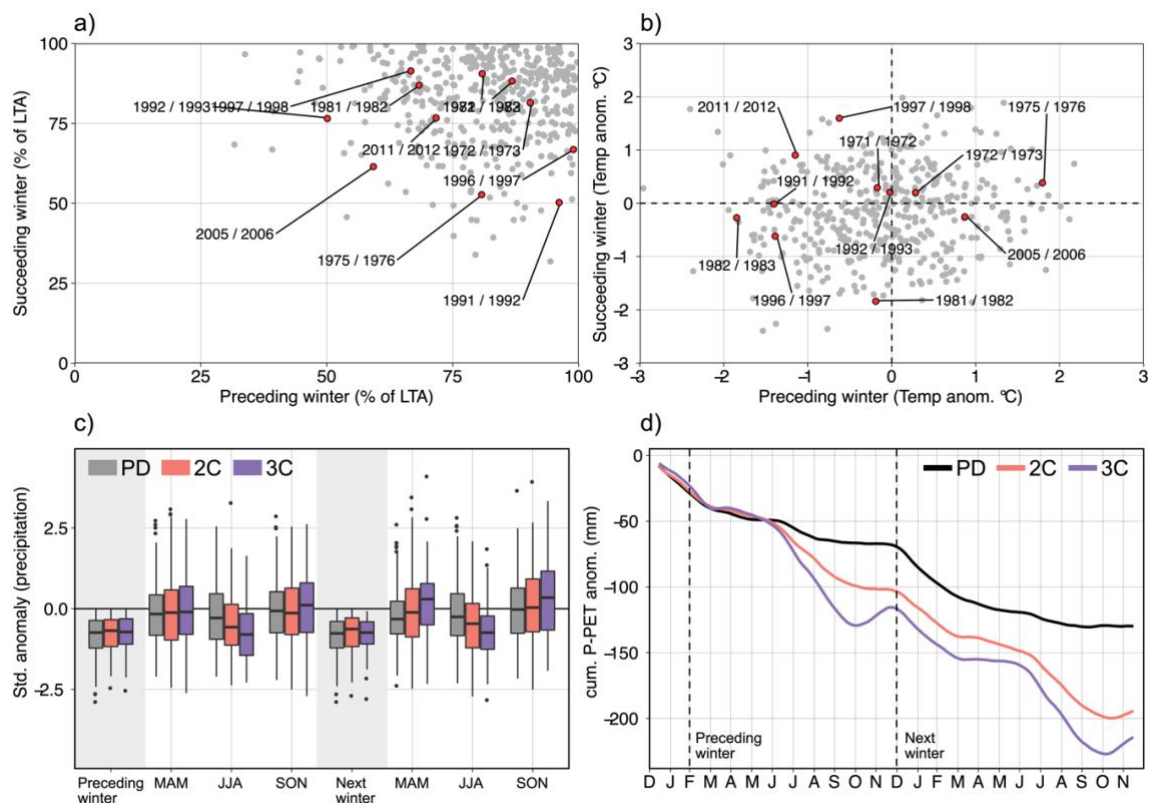 a)
Succeeding winter (% of LTA)
100
75
50
25
0
1992 / 1993
1997 / 1998
1981 / 1982
1982 / 1983
2011 / 2012
1972 / 1973
1996 / 1997
2005 / 2006
1975 / 1976
1991 / 1992
0 25 50 75 100
Preceding winter (% of LTA)
b)
Succeeding winter (Temp anom. °C)
3
2
1
0
−1
−2
−3
2011 / 2012
1997 / 1998
1975 / 1976
1971 / 1972
1972 / 1973
1991 / 1992
1992 / 1993
1982 / 1983
2005 / 2006
1996 / 1997
1981 / 1982
−3 −2 −1 0 1 2 3
Preceding winter (Temp anom. °C)
c)
PD 2C 3C
Std. anomaly (precipitation)
2.5
0.0
−2.5
Preceding
winter
MAM
JJA
SON
Next
winter
MAM
JJA
SON
d)
PD 2C 3C
cum. P-PET anom. (mm)
0
−50
−100
−150
−200
Preceding
winter
Next
winter
D J F M A M J J A S O N D J F M A M J J A S O N